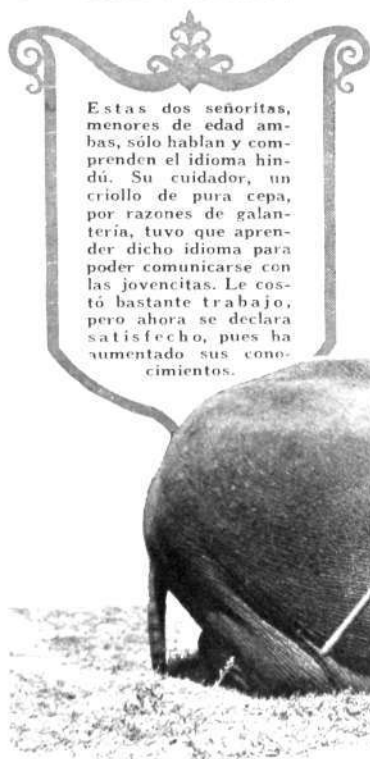 Estas dos señoritas,
menores de edad am-
bas, sólo hablan y com-
prenden el idioma hin-
dú. Su cuidador, un
criollo de pura cepa,
por razones de galan-
tería, tuvo que apren-
der dicho idioma para
poder comunicarse con
las jovencitas. Le cos-
tó bastante trabajo,
pero ahora se declara
satisfecho, pues ha
aumentado sus cono-
cimientos.